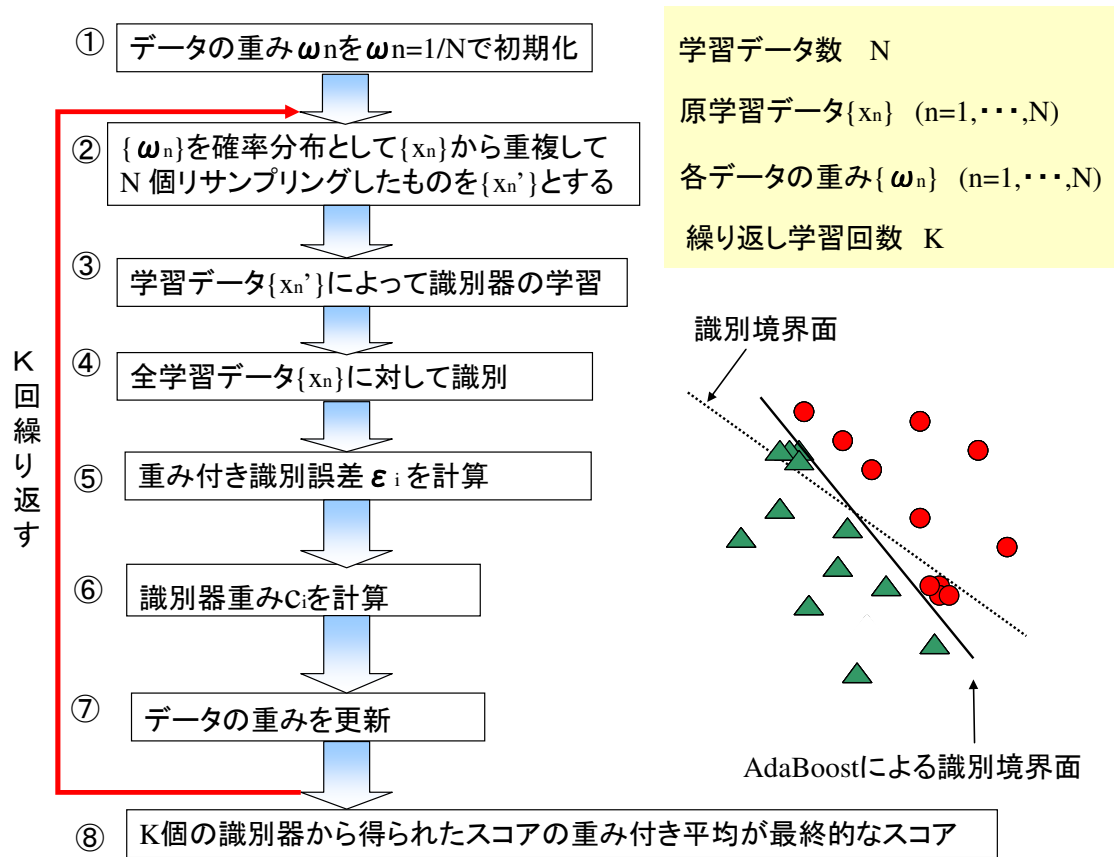 ① データの重みωnをωn=1/Nで初期化
② {ωn}を確率分布として{xn}から重複して
N 個リサンプリングしたものを{xn’}とする
③ 学習データ{xn’}によって識別器の学習
④ 全学習データ{xn}に対して識別
⑤ 重み付き識別誤差 ε i を計算
⑥ 識別器重みciを計算
⑦ データの重みを更新
⑧ K個の識別器から得られたスコアの重み付き平均が最終的なスコア
K回繰り返す
学習データ数 N
原学習データ{xn} (n=1,・・・,N)
各データの重み{ωn} (n=1,・・・,N)
繰り返し学習回数 K
識別境界面
AdaBoostによる識別境界面